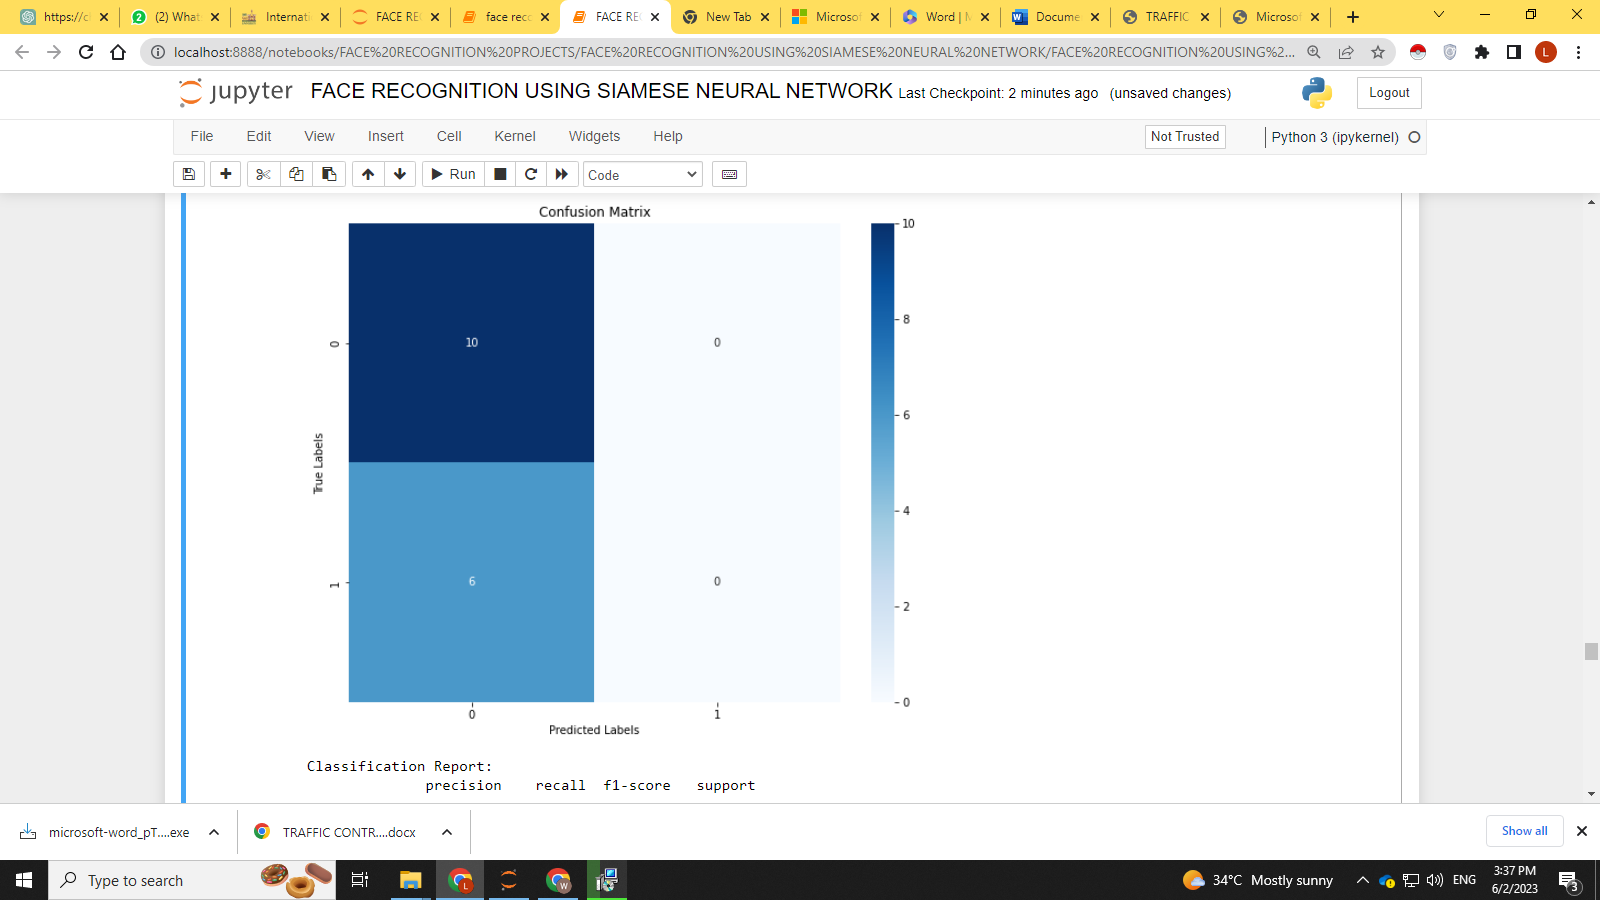 https://cl
(2) What
Internati
FACE RE
face reco
FACE RE
New Tab
Microsof
Word | M
Docume
TRAFFIC
Microsof
localhost:8888/notebooks/FACE%20RECOGNITION%20PROJECTS/FACE%20RECOGNITION%20USING%20SIAMESE%20NEURAL%20NETWORK/FACE%20RECOGNITION%20USING%2...
L
jupyter FACE RECOGNITION USING SIAMESE NEURAL NETWORK Last Checkpoint: 2 minutes ago (unsaved changes)
Logout
File Edit View Insert Cell Kernel Widgets Help
Not Trusted
Python 3 (ipykernel)
Run
Code
Confusion Matrix
10
8
6
4
2
0
10 0
6 0
0
1
True Labels
0 1
Predicted Labels
Classification Report:
precision recall f1-score support
microsoft-word_pT....exe
TRAFFIC CONTR....docx
Show all
Type to search
L
W
34°C Mostly sunny
ENG
3:37 PM
6/2/2023
3